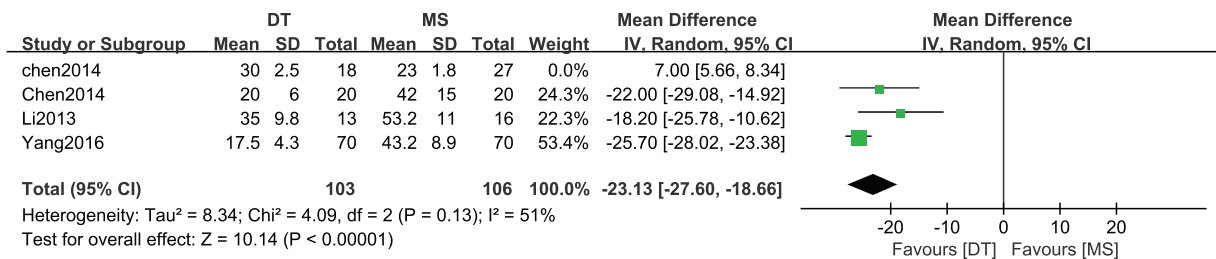 DT MS Mean Difference Mean Difference
Study or Subgroup Mean SD Total Mean SD Total Weight IV, Random, 95% CI IV, Random, 95% CI
chen2014 30 2.5 18 23 1.8 27 0.0% 7.00 [5.66, 8.34]
Chen2014 20 6 20 42 15 20 24.3% -22.00 [-29.08, -14.92]
Li2013 35 9.8 13 53.2 11 16 22.3% -18.20 [-25.78, -10.62]
Yang2016 17.5 4.3 70 43.2 8.9 70 53.4% -25.70 [-28.02, -23.38]
Total (95% CI) 103 106 100.0% -23.13 [-27.60, -18.66]
Heterogeneity: Tau² = 8.34; Chi² = 4.09, df = 2 (P = 0.13); I² = 51%
Test for overall effect: Z = 10.14 (P < 0.00001)
-20 -10 0 10 20
Favours [DT] Favours [MS]